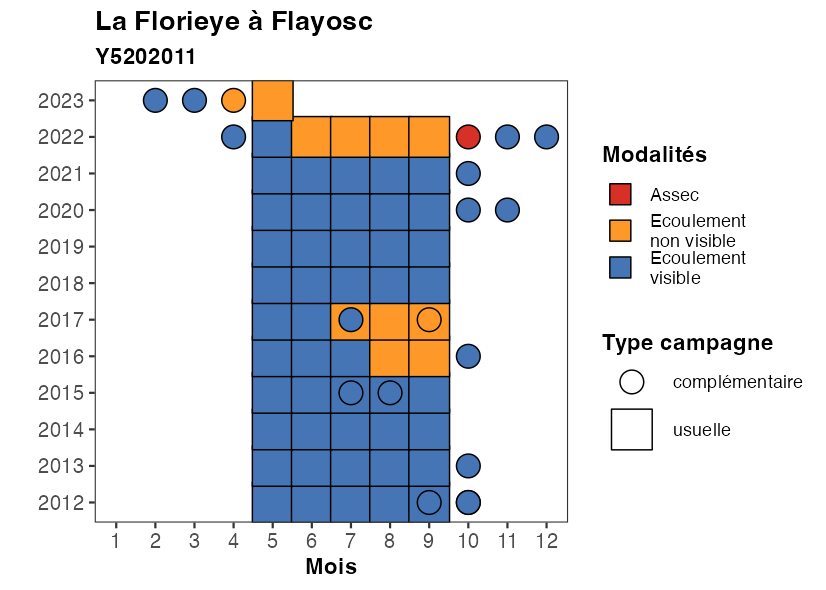 La Florieye à Flayosc
Y5202011
2023
2022
2021
2020
2019
2018
2017
2016
2015
2014
2013
2012
1 2 3 4 5 6 7 8 9 10 11 12
Mois
Modalités
Assec
Ecoulement
non visible
Ecoulement
visible
Type campagne
complémentaire
usuelle